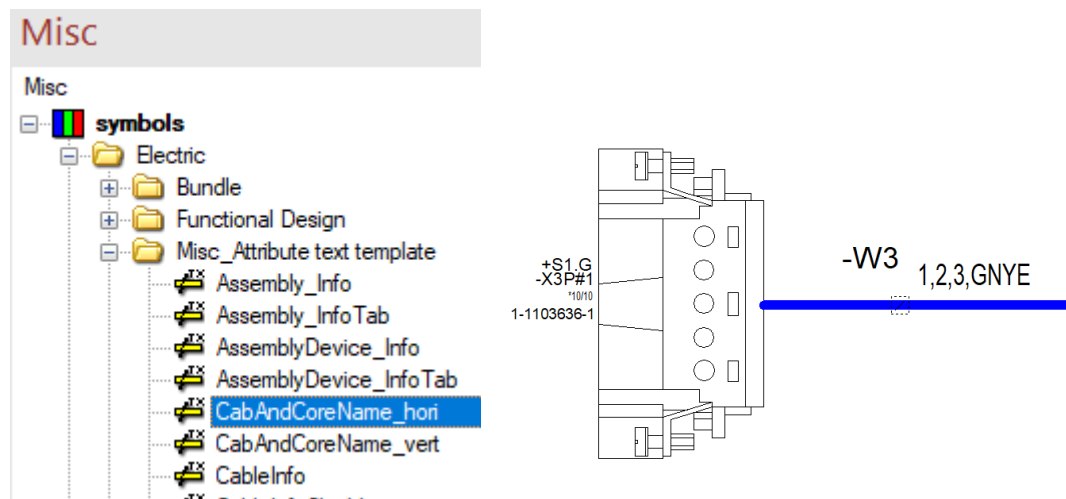 Misc
Misc
symbols
Electric
Bundle
Functional Design
Misc_Attribute text template
Assembly_Info
Assembly_InfoTab
AssemblyDevice_Info
AssemblyDevice_InfoTab
CabAndCoreName_hori
CabAndCoreName_vert
CableInfo
+S1.G
-X3P#1
*10/10
1-1103636-1
-W3
1,2,3,GNYE